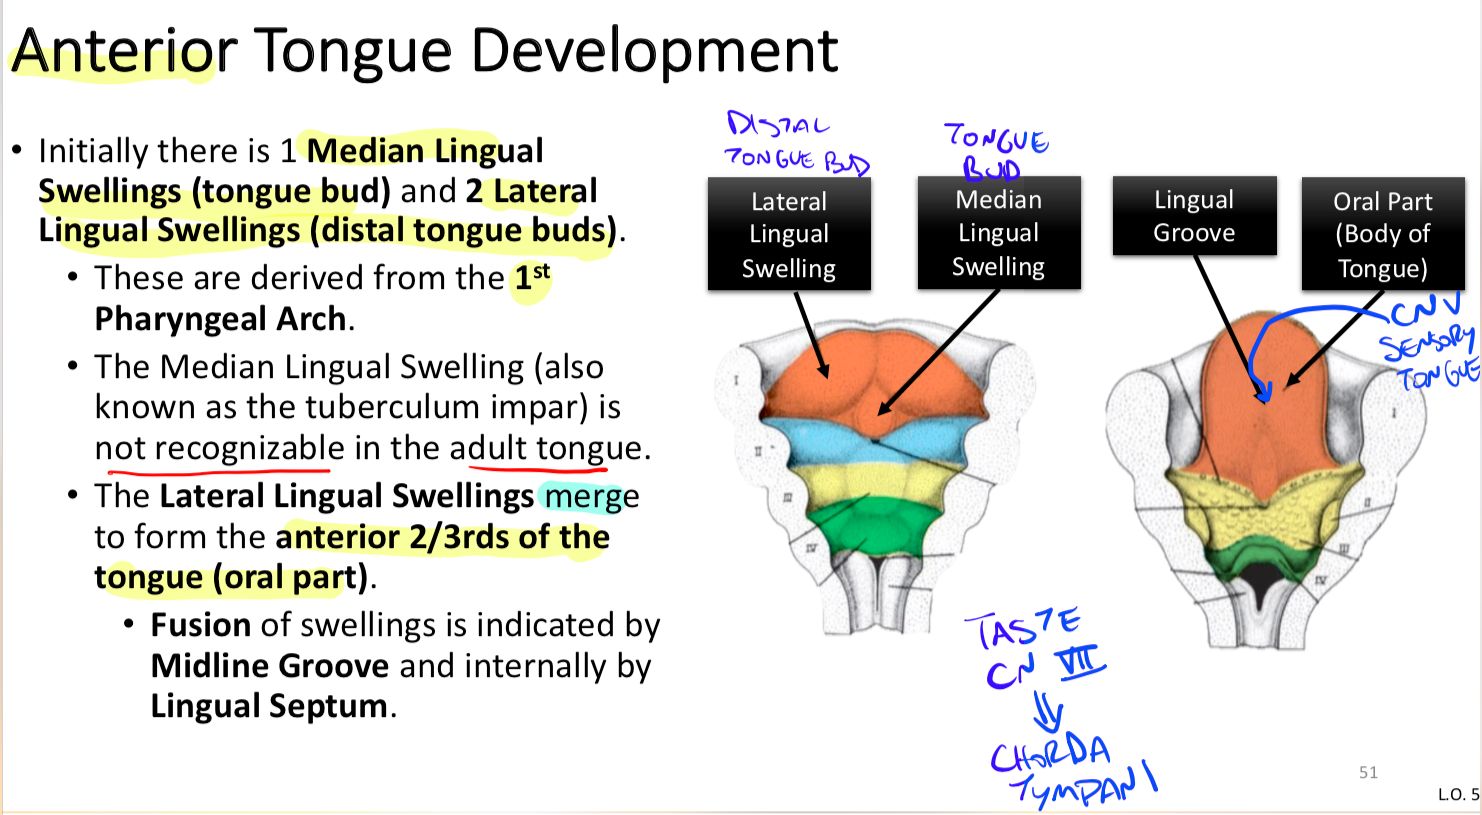 Anterior Tongue Development
• Initially there is 1 Median Lingual
Swellings (tongue bud) and 2 Lateral
Lingual Swellings (distal tongue buds).
• These are derived from the 1st
Pharyngeal Arch.
• The Median Lingual Swelling (also
known as the tuberculum impar) is
not recognizable in the adult tongue.
• The Lateral Lingual Swellings merge
to form the anterior 2/3rds of the
tongue (oral part).
• Fusion of swellings is indicated by
Midline Groove and internally by
Lingual Septum.
DISTAL
TONGUE BUD
TONGUE
BUD
Lateral
Lingual
Swelling
Median
Lingual
Swelling
Lingual
Groove
Oral Part
(Body of
Tongue)
CN V
SENSORY
TONGUE
I
II
III
IV
I
II
III
IV
TASTE
CN VII
CHORDA
TYMPANI
51
L.O. 5